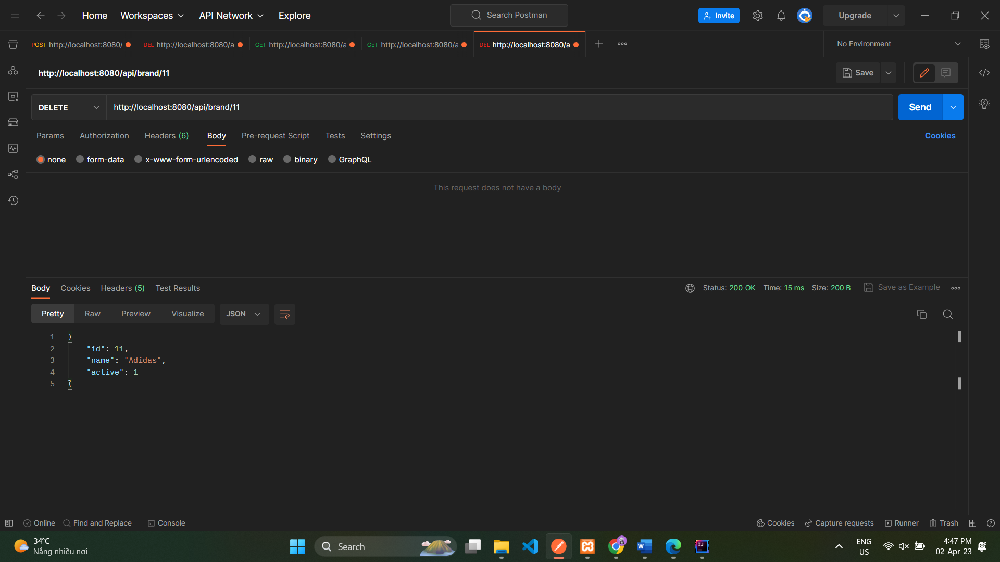 Home Workspaces API Network Explore
Search Postman
Invite
Upgrade
POST http://localhost:8080/
DEL http://localhost:8080/a
GET http://localhost:8080/a
GET http://localhost:8080/a
DEL http://localhost:8080/a
No Environment
http://localhost:8080/api/brand/11
Save
DELETE http://localhost:8080/api/brand/11
Send
Params Authorization Headers (6) Body Pre-request Script Tests Settings
Cookies
none form-data x-www-form-urlencoded raw binary GraphQL
This request does not have a body
Body Cookies Headers (5) Test Results
Status: 200 OK Time: 15 ms Size: 200 B Save as Example
Pretty Raw Preview Visualize JSON
1 {
2 "id": 11,
3 "name": "Adidas",
4 "active": 1
5 }
Online Find and Replace Console
Cookies Capture requests Runner Trash
34°C
Nắng nhiều nơi
Search
ENG
US
4:47 PM
02-Apr-23